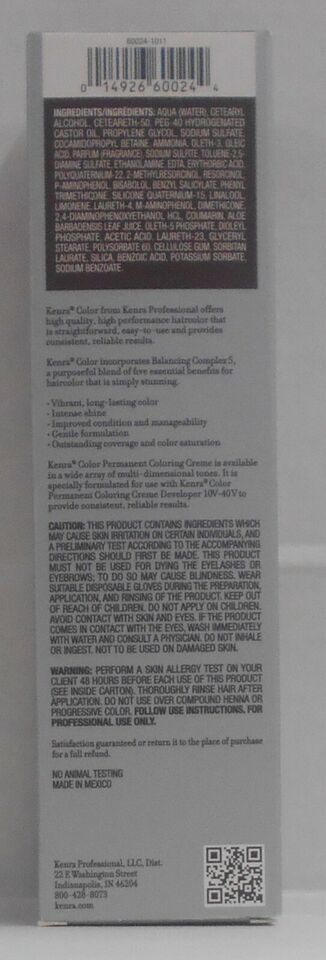 60024-1011
0 14926 60024 4
INGREDIENTS/INGRÉDIENTS: AQUA (WATER), CETEARYL
ALCOHOL, CETEARETH-50, PEG-40 HYDROGENATED
CASTOR OIL, PROPYLENE GLYCOL, SODIUM SULFATE,
COCAMIDOPROPYL BETAINE, AMMONIA, OLETH-3, OLEIC
ACID, PARFUM (FRAGRANCE), SODIUM SULFITE, TOLUENE, 2,5-
DIAMINE SULFATE, ETHANOLAMINE, EDTA, ERYTHORBIC ACID,
POLYQUATERNIUM-22, 2-METHYLRESORCINOL, RESORCINOL,
P-AMINOPHENOL, BISABOLOL, BENZYL SALICYLATE, PHENYL
TRIMETHICONE, SILICONE QUATERNIUM-15, LINALOOL,
LIMONENE, LAURETH-4, M-AMINOPHENOL, DIMETHICONE,
2,4-DIAMINOPHENOXYETHANOL HCL, COUMARIN, ALOE
BARBADENSIS LEAF JUICE, OLETH-5 PHOSPHATE, DIOLEYL
PHOSPHATE, ACETIC ACID, LAURETH-23, GLYCERYL
STEARATE, POLYSORBATE 60, CELLULOSE GUM, SORBITAN
LAURATE, SILICA, BENZOIC ACID, POTASSIUM SORBATE,
SODIUM BENZOATE.
Kenra® Color from Kenra Professional offers
high quality, high performance haircolor that
is straightforward, easy-to-use and provides
consistent, reliable results.
Kenra® Color incorporates Balancing Complex 5,
a purposeful blend of five essential benefits for
haircolor that is simply stunning.
- Vibrant, long-lasting color
- Intense shine
- Improved condition and manageability
- Gentle formulation
- Outstanding coverage and color saturation
Kenra® Color Permanent Coloring Creme is available
in a wide array of multi-dimensional tones. It is
specially formulated for use with Kenra® Color
Permanent Coloring Creme Developer 10V-40V to
provide consistent, reliable results.
CAUTION: THIS PRODUCT CONTAINS INGREDIENTS WHICH
MAY CAUSE SKIN IRRITATION ON CERTAIN INDIVIDUALS, AND
A PRELIMINARY TEST ACCORDING TO THE ACCOMPANYING
DIRECTIONS SHOULD FIRST BE MADE. THIS PRODUCT
MUST NOT BE USED FOR DYING THE EYELASHES OR
EYEBROWS; TO DO SO MAY CAUSE BLINDNESS. WEAR
SUITABLE DISPOSABLE GLOVES DURING THE PREPARATION,
APPLICATION, AND RINSING OF THE PRODUCT. KEEP OUT
OF REACH OF CHILDREN. DO NOT APPLY ON CHILDREN.
AVOID CONTACT WITH SKIN AND EYES. IF THE PRODUCT
COMES IN CONTACT WITH THE EYES, WASH IMMEDIATELY
WITH WATER AND CONSULT A PHYSICIAN. DO NOT INHALE
OR INGEST. NOT TO BE USED ON DAMAGED SKIN.
WARNING: PERFORM A SKIN ALLERGY TEST ON YOUR
CLIENT 48 HOURS BEFORE EACH USE OF THIS PRODUCT
(SEE INSIDE CARTON). THOROUGHLY RINSE HAIR AFTER
APPLICATION. DO NOT USE OVER COMPOUND HENNA OR
PROGRESSIVE COLOR. FOLLOW USE INSTRUCTIONS. FOR
PROFESSIONAL USE ONLY.
Satisfaction guaranteed or return it to the place of purchase
for a full refund.
NO ANIMAL TESTING
MADE IN MEXICO
Kenra Professional, LLC, Dist.
22 E Washington Street
Indianapolis, IN 46204
800-428-8073
kenra.com